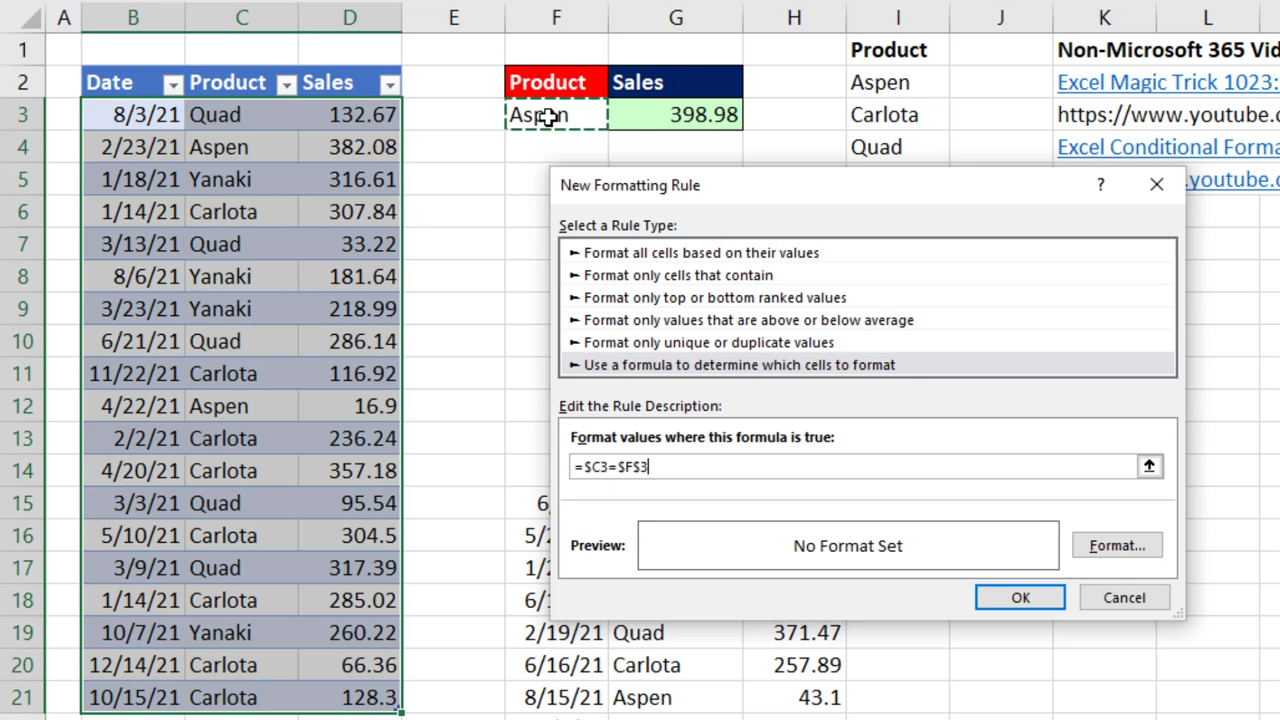 A B C D E F G H I J K L
1 Product Non-Microsoft 365 Vid
2 Date Product Sales Product Sales Aspen Excel Magic Trick 1023:
3 8/3/21 Quad 132.67 Aspen 398.98 Carlota https://www.youtube.c
4 2/23/21 Aspen 382.08 Quad Excel Conditional Forma
5 1/18/21 Yanaki 316.61 .youtube.c
6 1/14/21 Carlota 307.84
7 3/13/21 Quad 33.22
8 8/6/21 Yanaki 181.64
9 3/23/21 Yanaki 218.99
10 6/21/21 Quad 286.14
11 11/22/21 Carlota 116.92
12 4/22/21 Aspen 16.9
13 2/2/21 Carlota 236.24
14 4/20/21 Carlota 357.18
15 3/3/21 Quad 95.54 6/
16 5/10/21 Carlota 304.5 5/2
17 3/9/21 Quad 317.39 1/2
18 1/14/21 Carlota 285.02 6/1
19 10/7/21 Yanaki 260.22 2/19/21 Quad 371.47
20 12/14/21 Carlota 66.36 6/16/21 Carlota 257.89
21 10/15/21 Carlota 128.3 8/15/21 Aspen 43.1
New Formatting Rule ?
Select a Rule Type:
► Format all cells based on their values
► Format only cells that contain
► Format only top or bottom ranked values
► Format only values that are above or below average
► Format only unique or duplicate values
► Use a formula to determine which cells to format
Edit the Rule Description:
Format values where this formula is true:
=$C3=$F$3
Preview: No Format Set Format...
OK Cancel